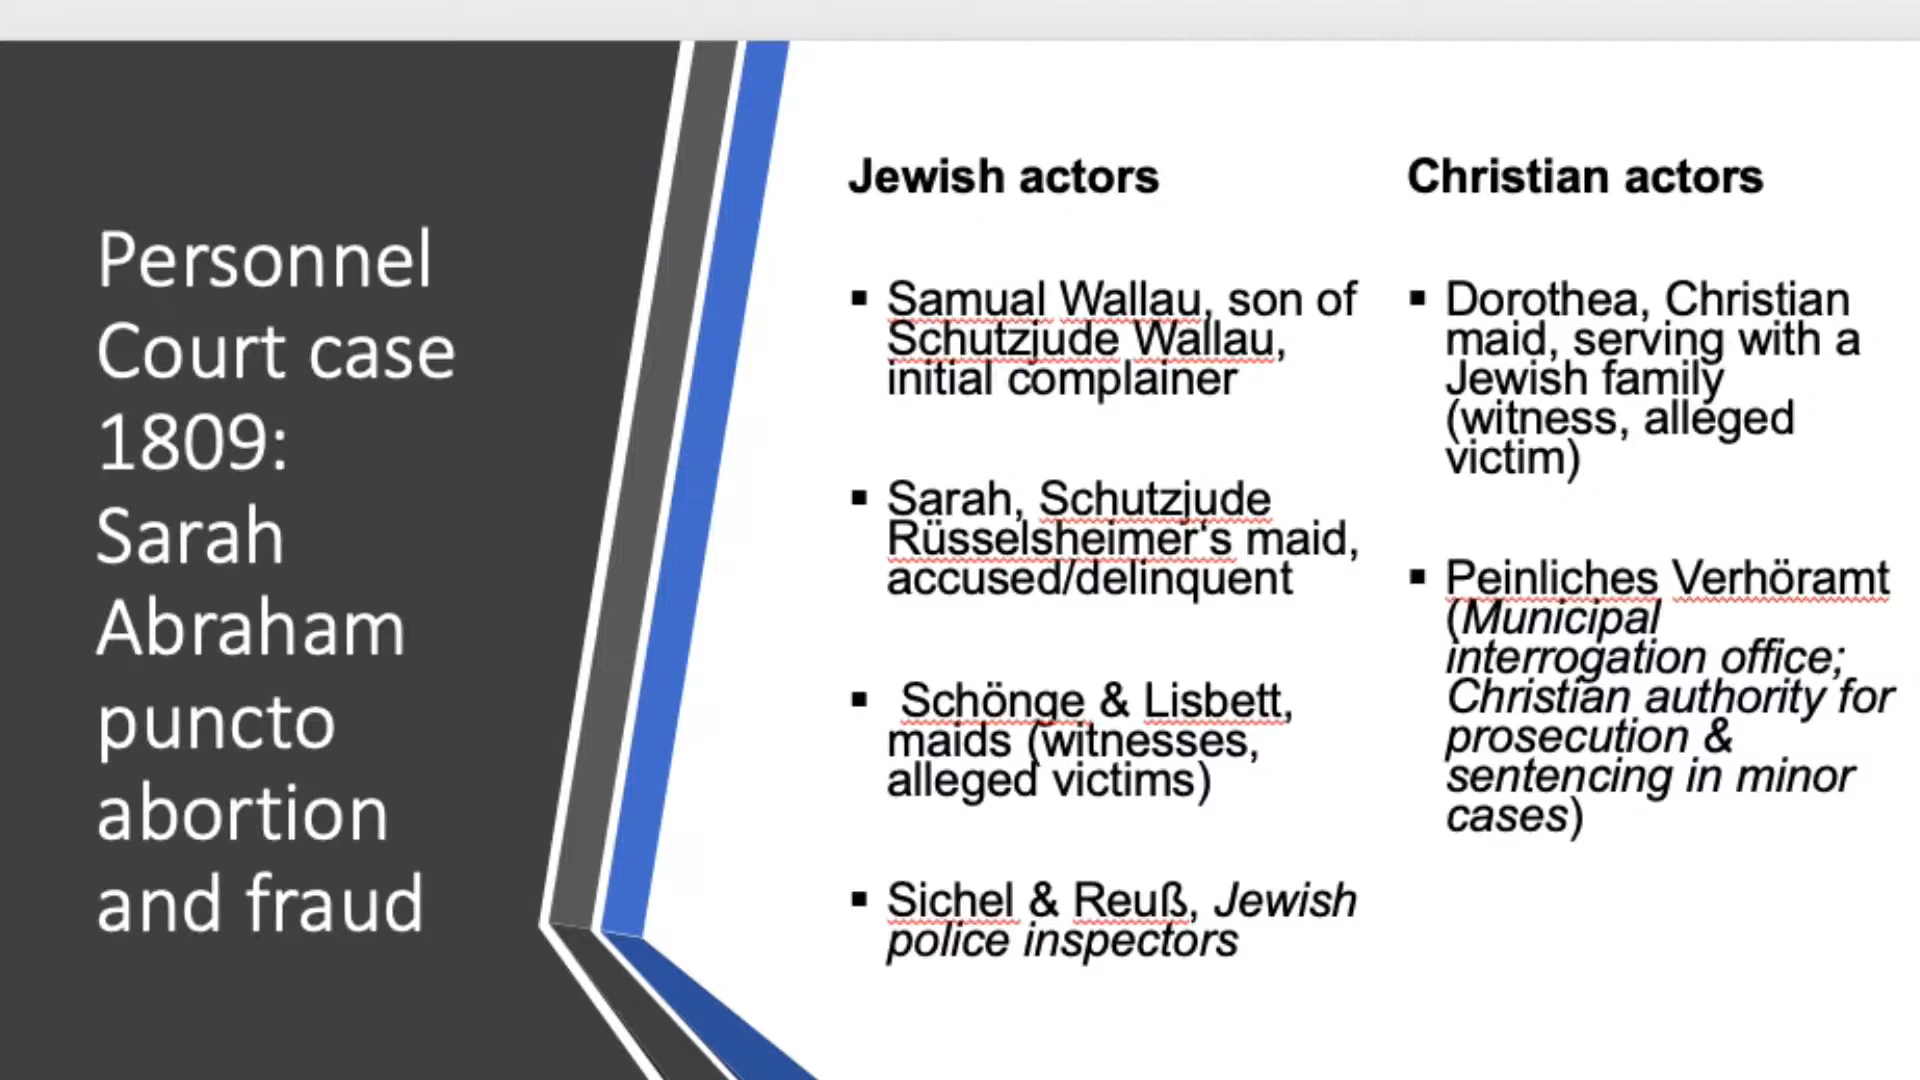 Personnel
Court case
1809:
Sarah
Abraham
puncto
abortion
and fraud
Jewish actors
▪ Samual Wallau, son of
Schutzjude Wallau,
initial complainer
▪ Sarah, Schutzjude
Rüsselsheimer's maid,
accused/delinquent
▪ Schönge & Lisbett,
maids (witnesses,
alleged victims)
▪ Sichel & Reuß, Jewish
police inspectors
Christian actors
▪ Dorothea, Christian
maid, serving with a
Jewish family
(witness, alleged
victim)
▪ Peinliches Verhöramt
(Municipal
interrogation office;
Christian authority for
prosecution &
sentencing in minor
cases)